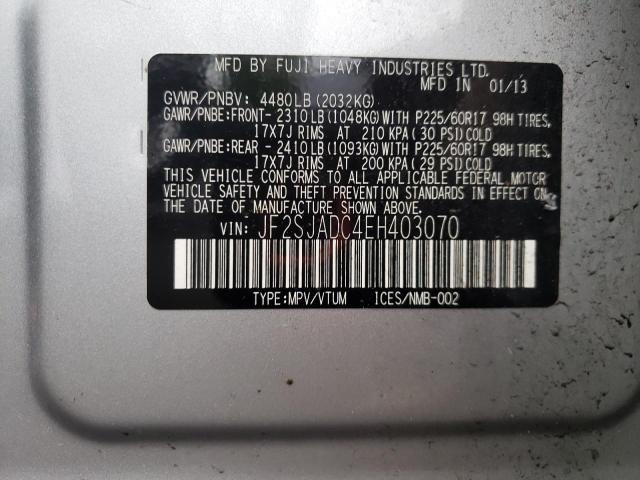 MFD BY FUJI HEAVY INDUSTRIES LTD.
MFD IN 01/13
GVWR/PNBV: 4480LB(2032KG)
GAWR/PNBE:FRONT- 2310LB(1048KG)WITH P225/60R17 98H TIRES,
17X7J RIMS AT 210 KPA(30 PSI)COLD
GAWR/PNBE:REAR - 2410LB(1093KG)WITH P225/60R17 98H TIRES,
17X7J RIMS AT 200 KPA(29 PSI)COLD
THIS VEHICLE CONFORMS TO ALL APPLICABLE FEDERAL MOTOR
VEHICLE SAFETY AND THEFT PREVENTION STANDARDS IN EFFECT ON
THE DATE OF MANUFACTURE SHOWN ABOVE.
VIN: JF2SJADC4EH403070
TYPE:MPV/VTUM ICES/NMB-002